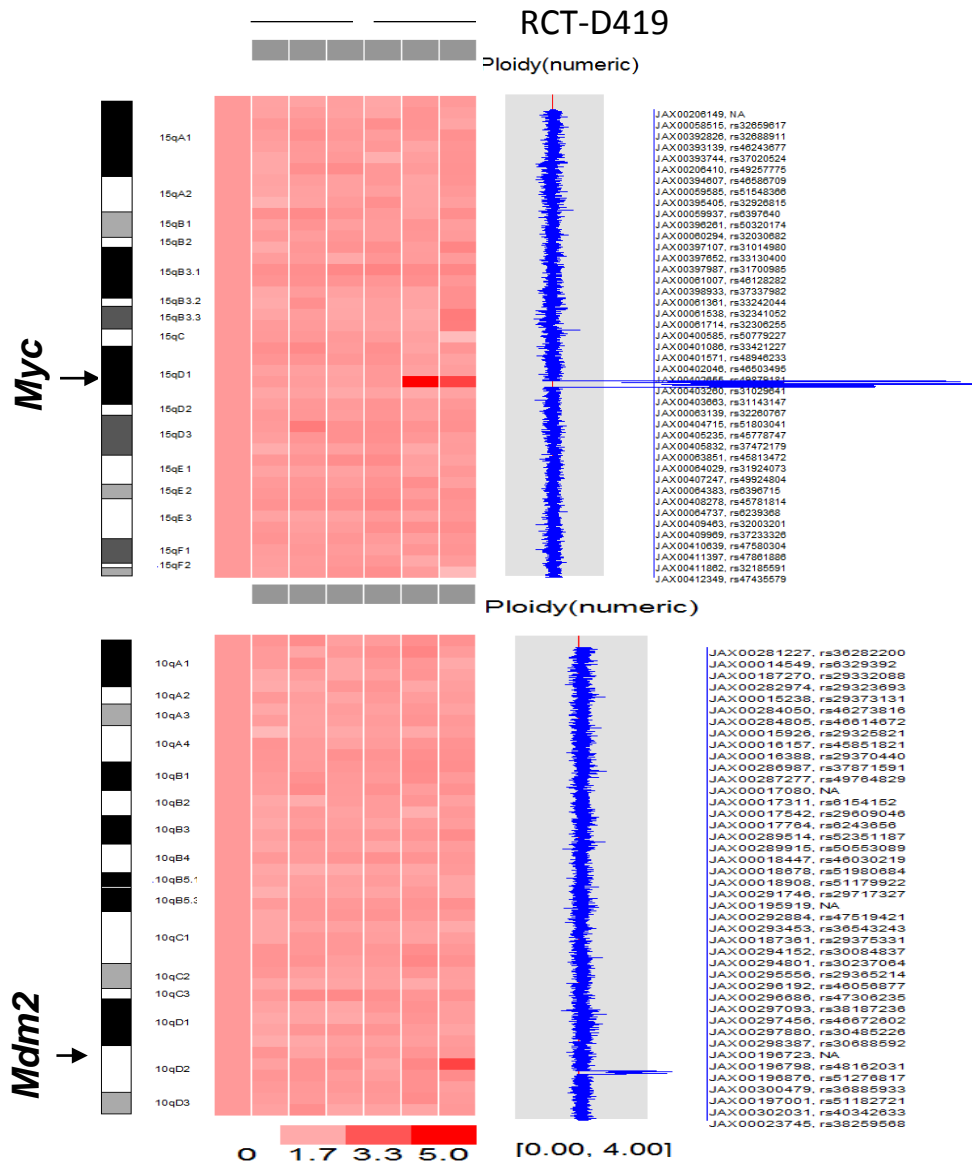 RCT-D419
Ploidy(numeric)
Myc
15qA1
15qA2
15qB1
15qB2
15qB3.1
15qB3.2
15qB3.3
15qC
15qD1
15qD2
15qD3
15qE1
15qE2
15qE3
15qF1
.15qF2
JAX00206149, NA
JAX00058515, rs32659617
JAX00392826, rs32688911
JAX00393139, rs46243677
JAX00393744, rs37020524
JAX00206410, rs49257775
JAX00394607, rs46586709
JAX00059585, rs51548366
JAX00395405, rs32926815
JAX00059937, rs6397640
JAX00396261, rs50320174
JAX00060294, rs32030682
JAX00397107, rs31014980
JAX00397652, rs33130400
JAX00397987, rs31700985
JAX00061007, rs46128282
JAX00398933, rs37337982
JAX00061361, rs33242044
JAX00061538, rs32341052
JAX00061714, rs32306255
JAX00400585, rs50779227
JAX00401086, rs33421227
JAX00401571, rs48946233
JAX00402046, rs46503495
JAX00403260, rs31029641
JAX00403663, rs31143147
JAX00063139, rs32260767
JAX00404715, rs51803041
JAX00405235, rs45778747
JAX00405832, rs37472179
JAX00063851, rs45813472
JAX00064029, rs31924073
JAX00407247, rs49924804
JAX00064383, rs6396715
JAX00408278, rs45781814
JAX00064737, rs6239368
JAX00409463, rs32003201
JAX00409969, rs37233326
JAX00410639, rs47580304
JAX00411397, rs47861886
JAX00411862, rs32185591
JAX00412349, rs47435579
Ploidy(numeric)
Mdm2
10qA1
10qA2
10qA3
10qA4
10qB1
10qB2
10qB3
10qB4
.10qB5.1
10qB5.3
10qC1
10qC2
10qC3
10qD1
10qD2
10qD3
JAX00281227, rs36282200
JAX00014549, rs6329392
JAX00187270, rs29332088
JAX00282974, rs29323693
JAX00015238, rs29373131
JAX00284050, rs46273816
JAX00284805, rs46614672
JAX00015926, rs29325821
JAX00016157, rs45851821
JAX00016388, rs29370440
JAX00286987, rs37871591
JAX00287277, rs49764829
JAX00017080, NA
JAX00017311, rs6154152
JAX00017542, rs29609046
JAX00017764, rs6243656
JAX00289514, rs52351187
JAX00289915, rs50553089
JAX00018447, rs46030219
JAX00018678, rs51980684
JAX00018908, rs51179922
JAX00291746, rs29717327
JAX00195919, NA
JAX00292884, rs47519421
JAX00293453, rs36543243
JAX00187361, rs29375331
JAX00294152, rs30084837
JAX00294801, rs30237064
JAX00295556, rs29365214
JAX00296192, rs46056877
JAX00296686, rs47306235
JAX00297093, rs38187236
JAX00297456, rs46672602
JAX00297880, rs30485226
JAX00298387, rs30688592
JAX00196723, NA
JAX00196798, rs48162031
JAX00196876, rs51276817
JAX00300479, rs36885933
JAX00197001, rs51182721
JAX00302031, rs40342633
JAX00023745, rs38259568
0 1.7 3.3 5.0
[0.00, 4.00]